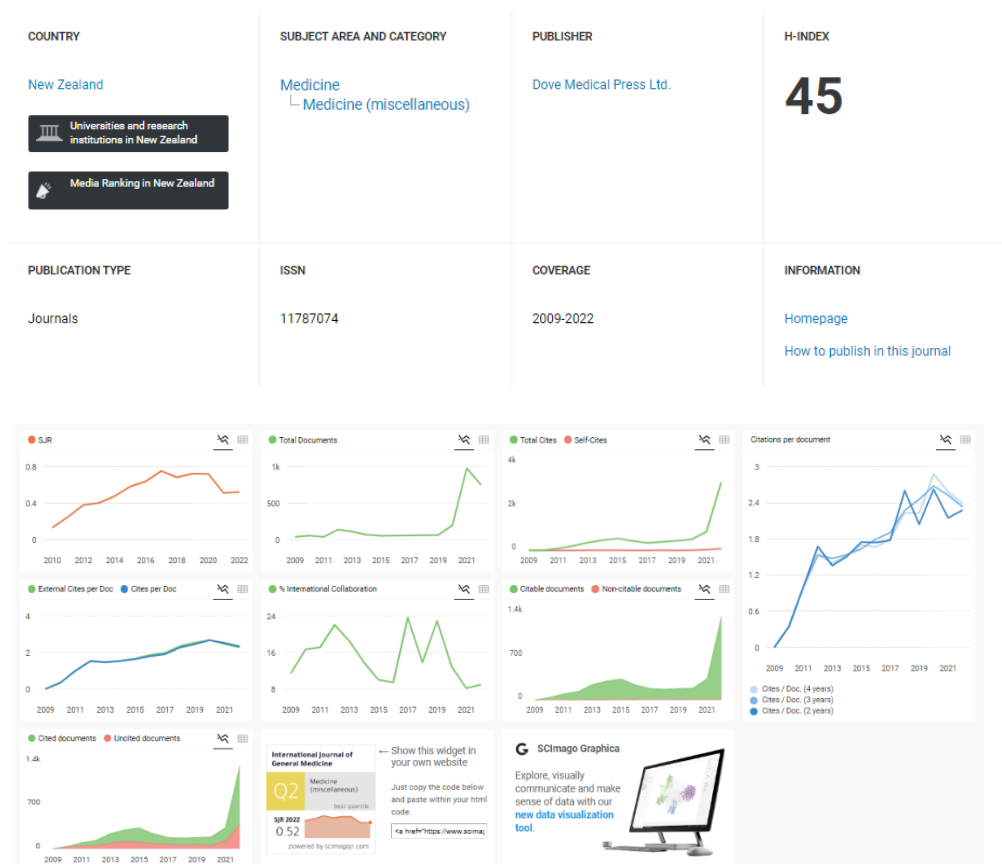 COUNTRY
SUBJECT AREA AND CATEGORY
PUBLISHER
H-INDEX
New Zealand
Medicine
Medicine (miscellaneous)
Dove Medical Press Ltd.
45
Universities and research
institutions in New Zealand
Media Ranking in New Zealand
PUBLICATION TYPE
ISSN
COVERAGE
INFORMATION
Journals
11787074
2009-2022
Homepage
How to publish in this journal
SJR
0.8
0.4
0
2010 2012 2014 2016 2018 2020 2022
Total Documents
1k
500
0
2009 2011 2013 2015 2017 2019 2021
Total Cites Self-Cites
4k
2k
0
2009 2011 2013 2015 2017 2019 2021
Citations per document
3
2.4
1.8
1.2
0.6
0
2009 2011 2013 2015 2017 2019 2021
Cites / Doc. (4 years)
Cites / Doc. (3 years)
Cites / Doc. (2 years)
External Cites per Doc Cites per Doc
4
2
0
2009 2011 2013 2015 2017 2019 2021
% International Collaboration
24
16
8
2009 2011 2013 2015 2017 2019 2021
Citable documents Non-citable documents
1.4k
700
0
2009 2011 2013 2015 2017 2019 2021
Cited documents Uncited documents
1.4k
700
0
2009 2011 2013 2015 2017 2019 2021
International Journal of
General Medicine
Q2
Medicine
(miscellaneous)
best quartile
SJR 2022
0.52
powered by scimagojr.com
← Show this widget in
your own website
Just copy the code below
and paste within your html
code:
<a href="https://www.scimag
G SCImago Graphica
Explore, visually
communicate and make
sense of data with our
new data visualization
tool.